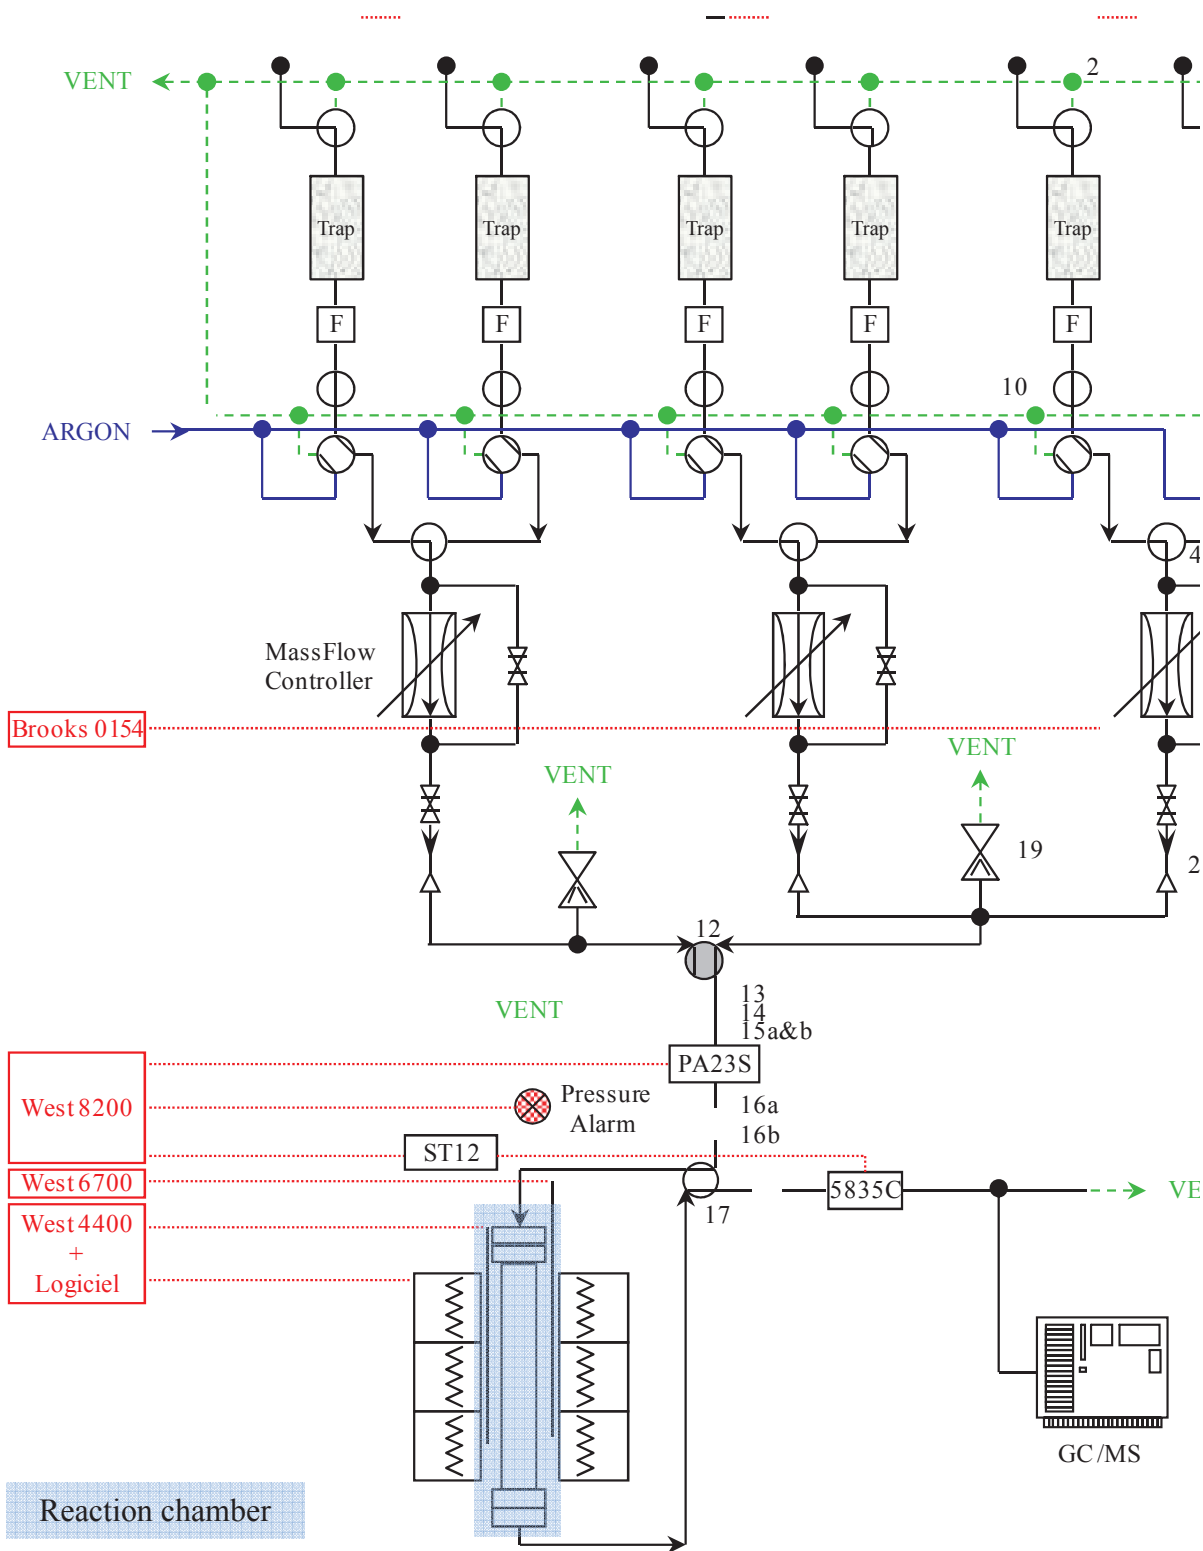 VENT
2
Trap
Trap
Trap
Trap
Trap
F
F
F
F
F
10
ARGON
4
MassFlow
Controller
Brooks 0154
VENT
VENT
19
2
12
VENT
13
14
15a&b
PA23S
West 8200
Pressure
Alarm
16a
16b
ST12
West 6700
5835C
VE
17
West 4400
+
Logiciel
GC/MS
Reaction chamber